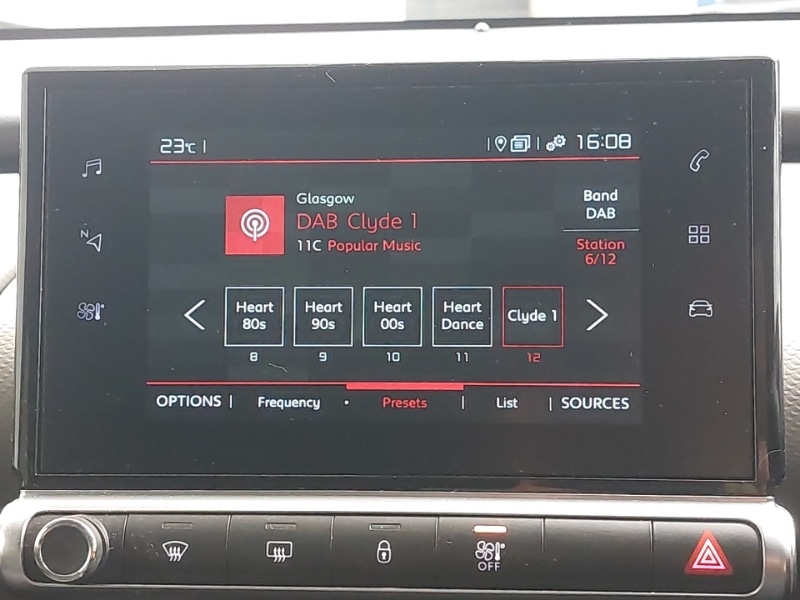 23°C
16:08
Glasgow
DAB Clyde 1
11C Popular Music
Band
DAB
Station
6/12
N
Heart
80s
Heart
90s
Heart
00s
Heart
Dance
Clyde 1
8
9
10
11
12
OPTIONS
Frequency
Presets
List
SOURCES
OFF